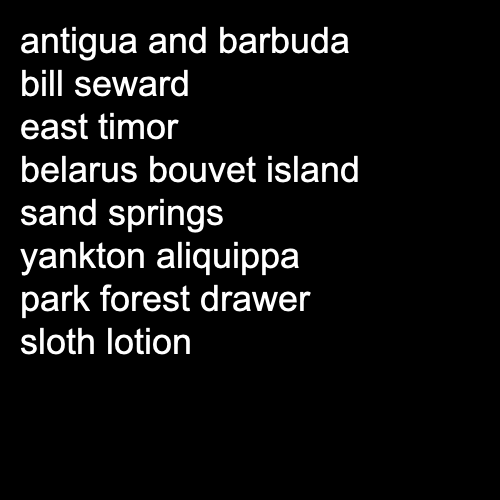 antigua and barbuda
bill seward
east timor
belarus bouvet island
sand springs
yankton aliquippa
park forest drawer
sloth lotion